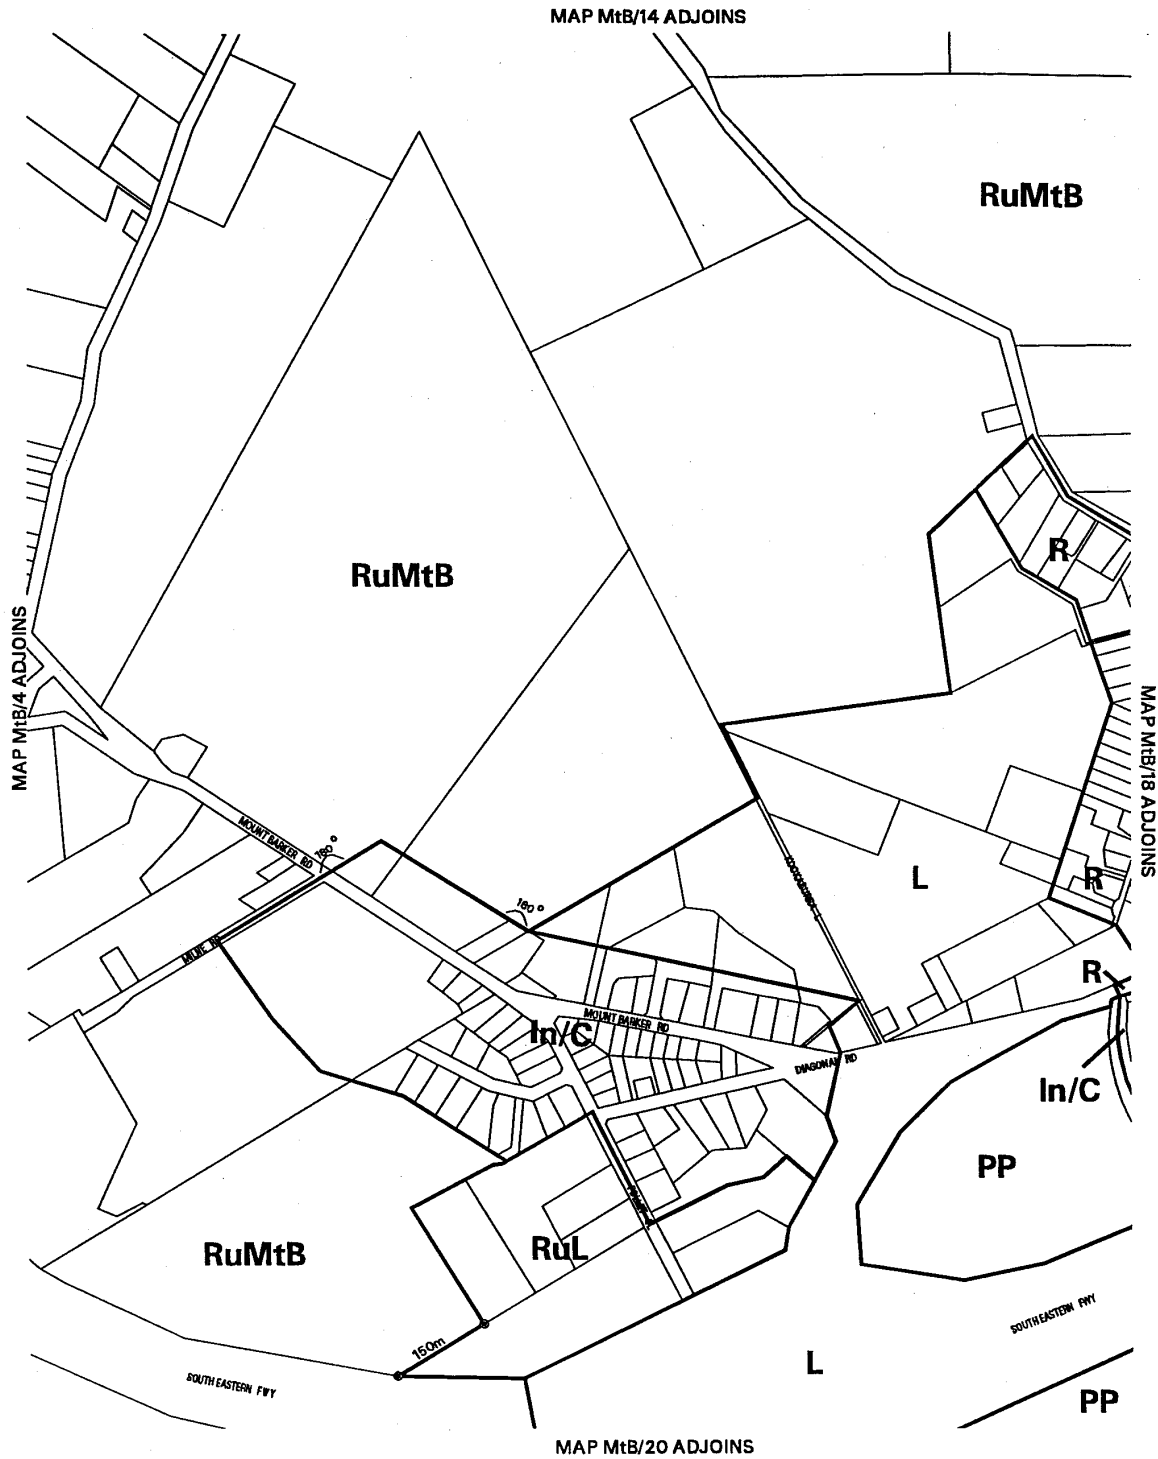 MAP MtB/14 ADJOINS
RuMtB
R
RuMtB
MAP MtB/4 ADJOINS
MAP MtB/18 ADJOINS
MOUNT BARKER RD
180°
L
R
180°
MILNE RD
R
MOUNT BARKER RD
In/C
DIAGONAL RD
In/C
PP
RuMtB
RuL
SOUTH EASTERN FWY
150m
L
SOUTH EASTERN FWY
PP
MAP MtB/20 ADJOINS